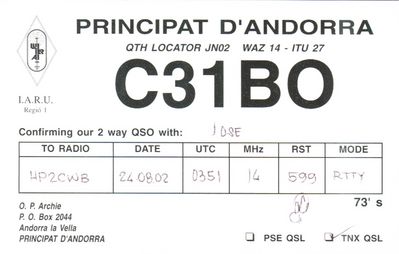 PRINCIPAT D'ANDORRA
QTH LOCATOR JN02 WAZ 14 - ITU 27
C31BO
I.A.R.U.
Regió 1
Confirming our 2 way QSO with: JOSE
TO RADIO DATE UTC MHz RST MODE
HP2CWB 24.08.02 0351 14 599 RTTY
73' s
O. P. Archie
P. O. Box 2044
Andorra la Vella
PRINCIPAT D'ANDORRA
PSE QSL TNX QSL